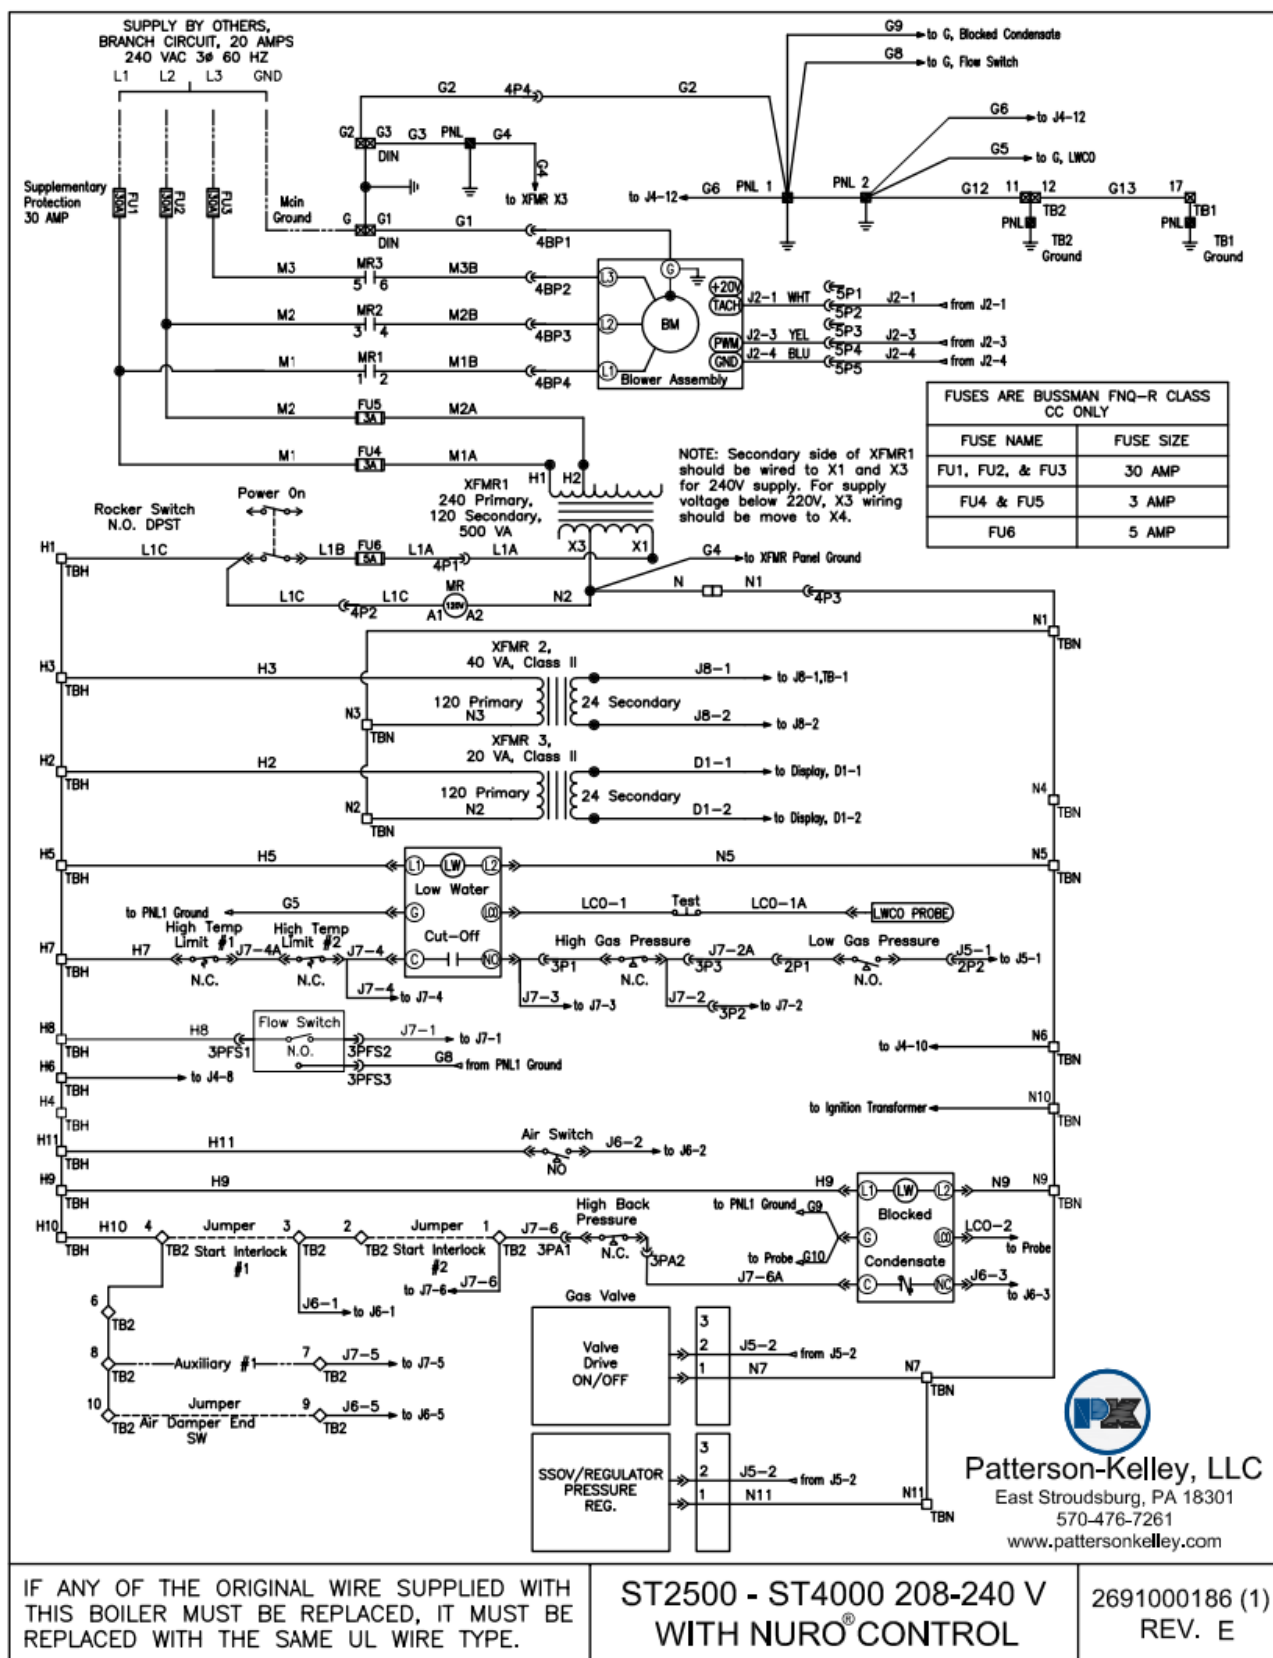 SUPPLY BY OTHERS,
BRANCH CIRCUIT, 20 AMPS
240 VAC 3ø 60 HZ
L1 L2 L3 GND
G9 to G, Blocked Condensate
G8 to G, Flow Switch
G2 4P4 G2
G6 to J4-12
G5 to G, LWCO
G2 G3 G3 PNL G4
DIN
G4
to XFMR X3
Supplementary
Protection
30 AMP
30A FU1
30A FU2
30A FU3
Main
Ground
to J4-12 G6 PNL 1 PNL 2 G12 11 12 G13 17
TB2 TB1
PNL PNL
TB2
Ground
TB1
Ground
G G1 G1
DIN 4BP1
M3 MR3 M3B
5 6 4BP2
M2 MR2 M2B
3 4 4BP3
M1 MR1 M1B
1 2 4BP4
G
L3
L2 BM
L1
+20V
TACH
PWM
GND
Blower Assembly
5P1
J2-1 WHT J2-1 from J2-1
5P2
J2-3 YEL 5P3 J2-3 from J2-3
J2-4 BLU 5P4 J2-4 from J2-4
5P5
FUSES ARE BUSSMAN FNQ-R CLASS
CC ONLY
FUSE NAME FUSE SIZE
FU1, FU2, & FU3 30 AMP
FU4 & FU5 3 AMP
FU6 5 AMP
M2 FU5 M2A
3A
M1 FU4 M1A
3A
H1 H2
XFMR1
240 Primary,
120 Secondary,
500 VA
X3 X1
NOTE: Secondary side of XFMR1
should be wired to X1 and X3
for 240V supply. For supply
voltage below 220V, X3 wiring
should be move to X4.
Power On
Rocker Switch
N.O. DPST
H1 L1C L1B FU6 L1A L1A
TBH 5A 4P1
G4 to XFMR Panel Ground
L1C L1C MR N2 N N1
4P2 A1 120V A2 4P3
N1
TBN
XFMR 2,
40 VA, Class II
H3 H3 J8-1 to J8-1,TB-1
TBH
120 Primary 24 Secondary
N3 N3 J8-2 to J8-2
TBN
XFMR 3,
20 VA, Class II
H2 H2 D1-1 to Display, D1-1
TBH
120 Primary 24 Secondary
N2 N2 D1-2 to Display, D1-2
TBN
N4
TBN
H5 H5 L1 LW L2 N5 N5
TBH TBN
Low Water
to PNL1 Ground G5 G LCO LCO-1 Test LCO-1A LWCO PROBE
Cut-Off
High Temp
Limit #1
High Temp
Limit #2
H7 H7 J7-4A J7-4 C NC
TBH N.C. N.C.
J7-4 to J7-4
High Gas Pressure
3P1 N.C. 3P3 J7-2A 2P1
Low Gas Pressure
N.O. J5-1 2P2 to J5-1
J7-3 to J7-3
J7-2 3P2 to J7-2
H8 H8 Flow Switch J7-1 to J7-1
TBH 3PFS1 N.O. 3PFS2
G8 from PNL1 Ground
3PFS3
H6 to J4-8
TBH
H4
TBH
to J4-10 N6
TBN
to Ignition Transformer N10
TBN
H11 H11 Air Switch J6-2 to J6-2
TBH NO
H9 H9 H9 L1 LW L2 N9 N9
TBH TBN
Blocked
to PNL1 Ground G9 G LCO LCO-2
to Probe G10 to Probe
Condensate
H10 H10 4 Jumper 3 2 Jumper 1 J7-6
TBH TB2 Start Interlock TB2 TB2 Start Interlock TB2 3PA1
#1 #2
High Back
Pressure
N.C. 3PA2
J7-6A C NC J6-3
to J6-3
J7-6 to J7-6
J6-1 to J6-1
6
TB2
8 Auxiliary #1 7 J7-5 to J7-5
TB2 TB2
10 Jumper 9 J6-5 to J6-5
TB2 Air Damper End TB2
SW
Gas Valve
Valve
Drive
ON/OFF
3
2 J5-2 from J5-2
1 N7 N7
TBN
SSOV/REGULATOR
PRESSURE
REG.
3
2 J5-2 from J5-2
1 N11 N11
TBN
PK
Patterson-Kelley, LLC
East Stroudsburg, PA 18301
570-476-7261
www.pattersonkelley.com
IF ANY OF THE ORIGINAL WIRE SUPPLIED WITH
THIS BOILER MUST BE REPLACED, IT MUST BE
REPLACED WITH THE SAME UL WIRE TYPE.
ST2500 - ST4000 208-240 V
WITH NURO® CONTROL
2691000186 (1)
REV. E